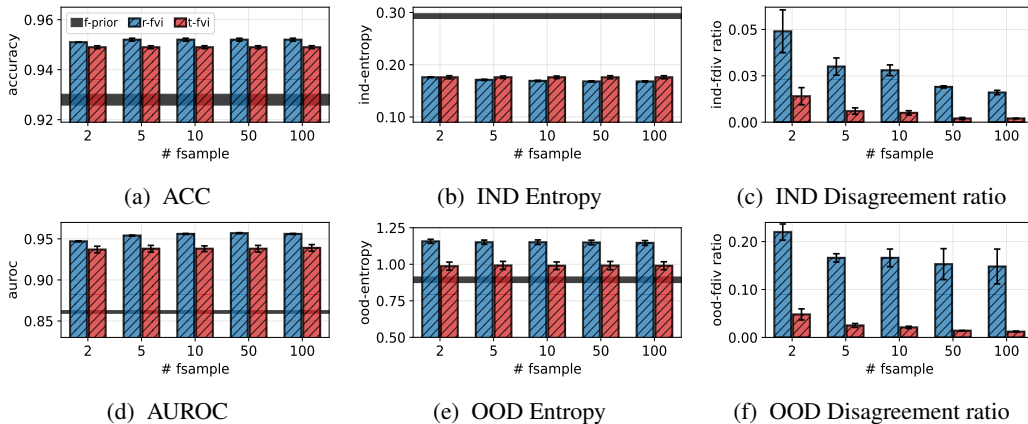 f-prior r-fvi t-fvi
accuracy
0.96
0.94
0.92
2 5 10 50 100
# fsample
(a) ACC
ind-entropy
0.30
0.20
0.10
2 5 10 50 100
# fsample
(b) IND Entropy
ind-fdiv ratio
0.05
0.03
0.00
2 5 10 50 100
# fsample
(c) IND Disagreement ratio
auroc
0.95
0.90
0.85
2 5 10 50 100
# fsample
(d) AUROC
ood-entropy
1.25
1.00
0.75
0.50
2 5 10 50 100
# fsample
(e) OOD Entropy
ood-fdiv ratio
0.20
0.10
0.00
2 5 10 50 100
# fsample
(f) OOD Disagreement ratio